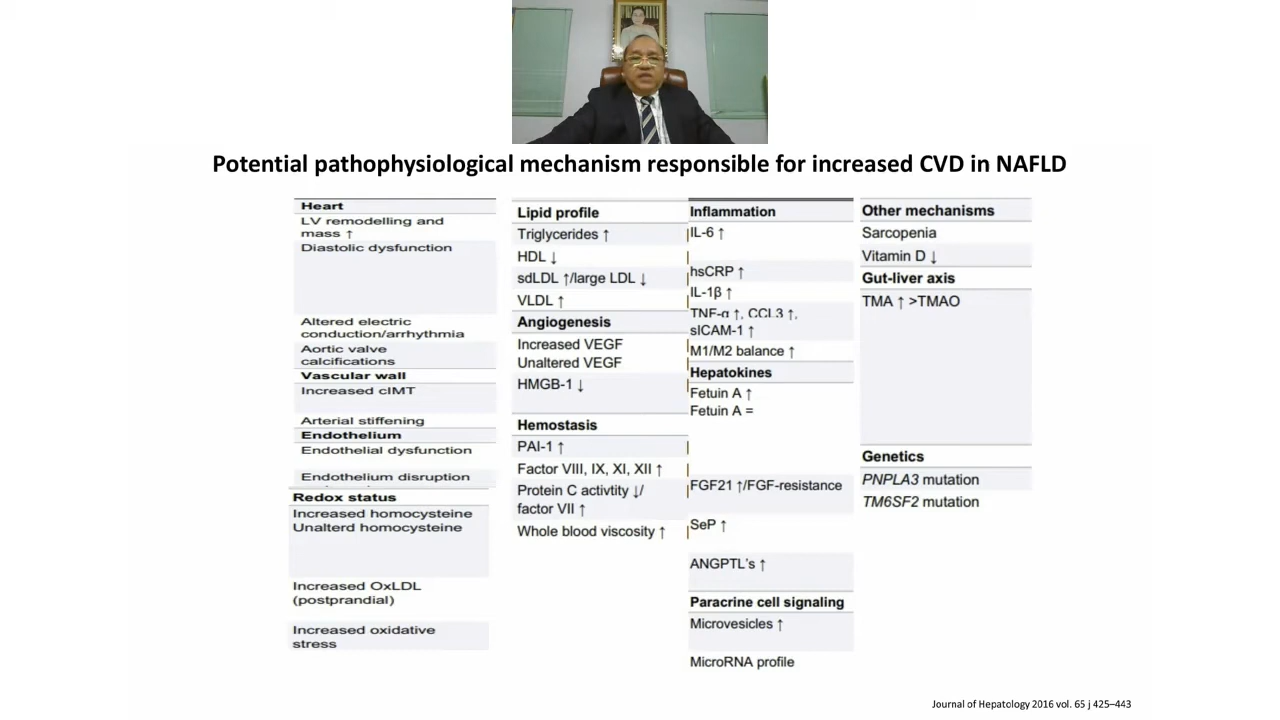 Potential pathophysiological mechanism responsible for increased CVD in NAFLD
Heart
LV remodelling and
mass ↑
Diastolic dysfunction
Altered electric
conduction/arrhythmia
Aortic valve
calcifications
Vascular wall
Increased cIMT
Arterial stiffening
Endothelium
Endothelial dysfunction
Endothelium disruption
Redox status
Increased homocysteine
Unalterd homocysteine
Increased OxLDL
(postprandial)
Increased oxidative
stress
Lipid profile
Triglycerides ↑
HDL ↓
sdLDL ↑/large LDL ↓
VLDL ↑
Angiogenesis
Increased VEGF
Unaltered VEGF
HMGB-1 ↓
Hemostasis
PAI-1 ↑
Factor VIII, IX, XI, XII ↑
Protein C activtity ↓/
factor VII ↑
Whole blood viscosity ↑
Inflammation
IL-6 ↑
hsCRP ↑
IL-1β ↑
TNF-α ↑, CCL3 ↑,
sICAM-1 ↑
M1/M2 balance ↑
Hepatokines
Fetuin A ↑
Fetuin A =
FGF21 ↑/FGF-resistance
SeP ↑
ANGPTL's ↑
Paracrine cell signaling
Microvesicles ↑
MicroRNA profile
Other mechanisms
Sarcopenia
Vitamin D ↓
Gut-liver axis
TMA ↑ >TMAO
Genetics
PNPLA3 mutation
TM6SF2 mutation
Journal of Hepatology 2016 vol. 65 j 425–443